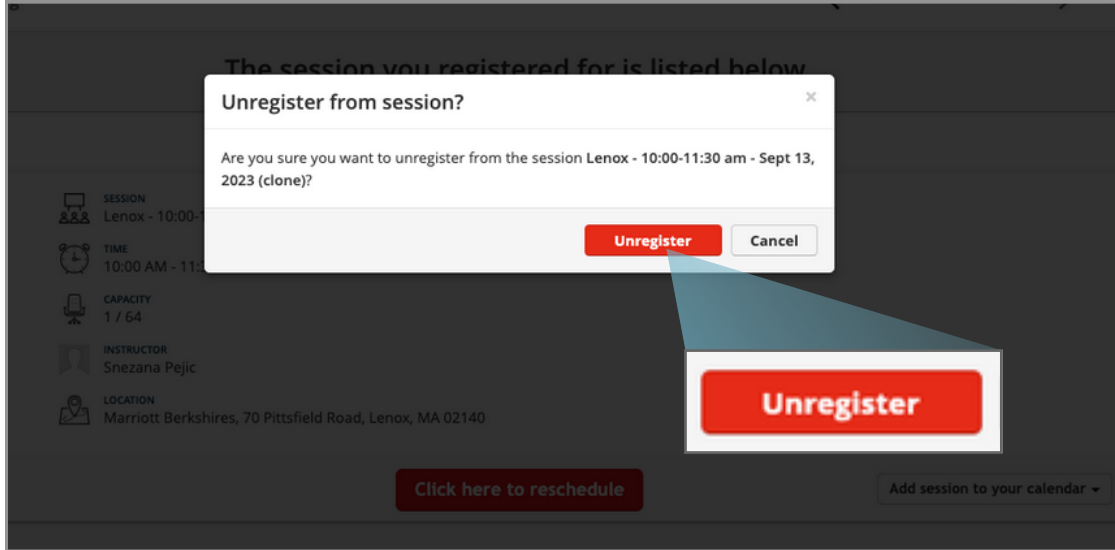 The session you registered for is listed below
Unregister from session?
×
Are you sure you want to unregister from the session Lenox - 10:00-11:30 am - Sept 13,
2023 (clone)?
Unregister
Cancel
SESSION
Lenox - 10:00-1
TIME
10:00 AM - 11:
CAPACITY
1 / 64
INSTRUCTOR
Snezana Pejic
LOCATION
Marriott Berkshires, 70 Pittsfield Road, Lenox, MA 02140
Unregister
Click here to reschedule
Add session to your calendar